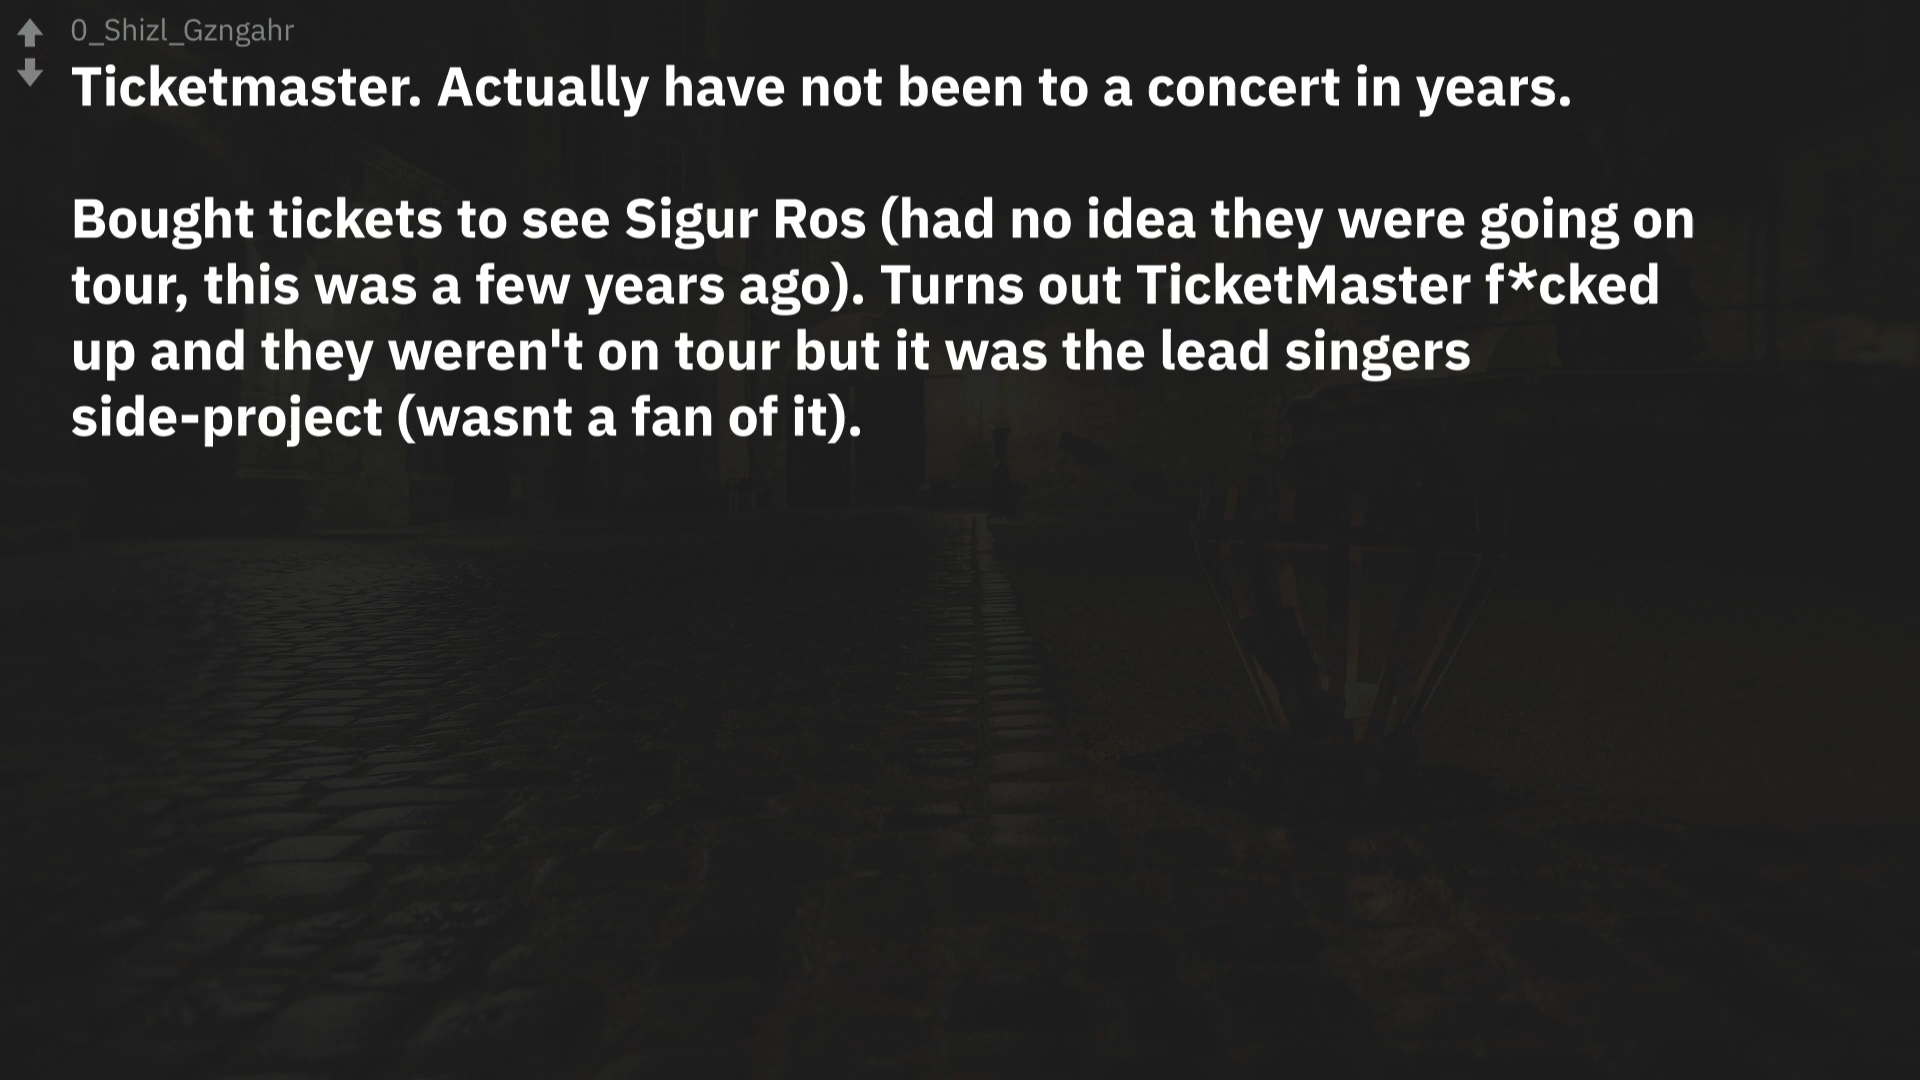 0_Shizl_Gzngahr
Ticketmaster. Actually have not been to a concert in years.
Bought tickets to see Sigur Ros (had no idea they were going on
tour, this was a few years ago). Turns out TicketMaster f*cked
up and they weren't on tour but it was the lead singers
side-project (wasnt a fan of it).